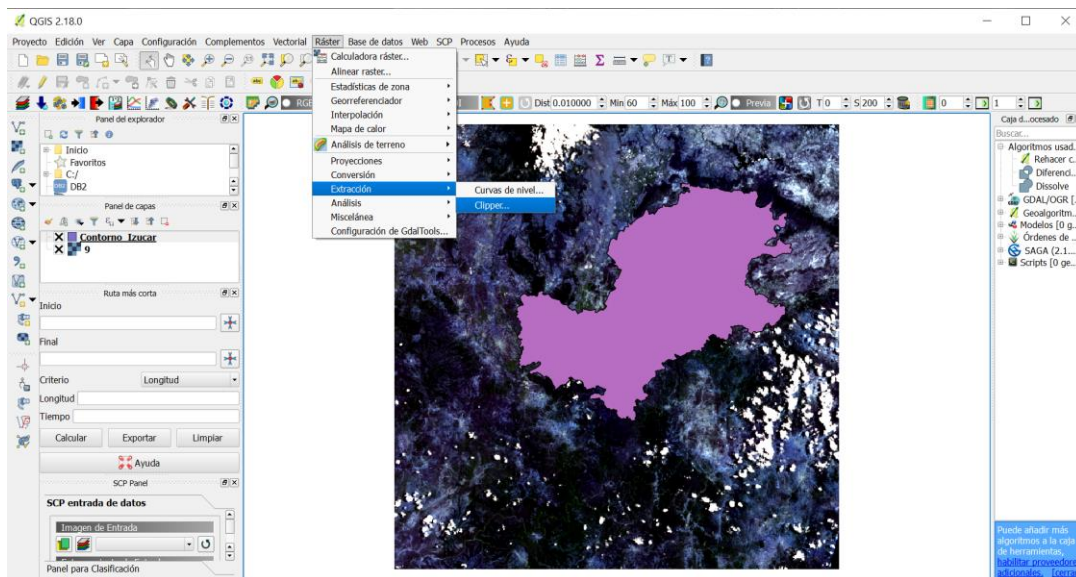 QGIS 2.18.0
Proyecto Edición Ver Capa Configuración Complementos Vectorial Ráster Base de datos Web SCP Procesos Ayuda
Calculadora ráster...
Alinear raster...
Estadísticas de zona
Georreferenciador
Interpolación
Mapa de calor
Análisis de terreno
Proyecciones
Conversión
Extracción
Análisis
Miscelánea
Configuración de GdalTools...
Curvas de nivel...
Clipper...
Dist 0.010000 Min 60 Máx 100 Previa T 0 S 200 0 1
Panel del explorador
Inicio
Favoritos
C:/
DB2
Panel de capas
Contorno_Izucar
9
Ruta más corta
Inicio
Final
Criterio Longitud
Longitud
Tiempo
Calcular Exportar Limpiar
Ayuda
SCP Panel
SCP entrada de datos
Imagen de Entrada
Panel para Clasificación
Caja d...ocesado
Buscar...
Algoritmos usad...
Rehacer c...
Diferenci...
Dissolve
GDAL/OGR [...
Geoalgoritm...
Modelos [0 g...
Órdenes de ...
SAGA (2.1....
Scripts [0 ge...
Puede añadir más
algoritmos a la caja
de herramientas,
habilitar proveedores
adicionales. [cerrar